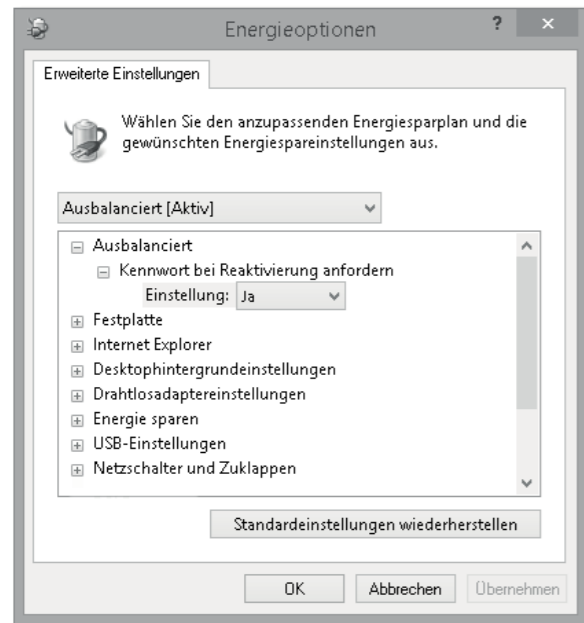 Energieoptionen
?
Erweiterte Einstellungen
Wählen Sie den anzupassenden Energiesparplan und die
gewünschten Energiespareinstellungen aus.
Ausbalanciert [Aktiv]
Ausbalanciert
Kennwort bei Reaktivierung anfordern
Einstellung: Ja
Festplatte
Internet Explorer
Desktophintergrundeinstellungen
Drahtlosadaptereinstellungen
Energie sparen
USB-Einstellungen
Netzschalter und Zuklappen
Standardeinstellungen wiederherstellen
OK Abbrechen Übernehmen